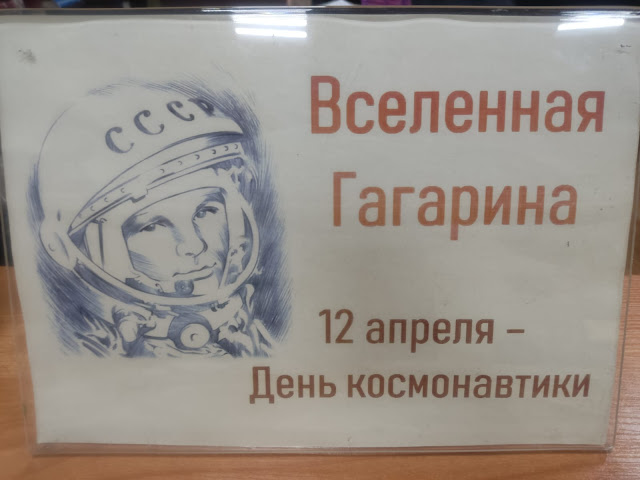 СССР
Вселенная
Гагарина
12 апреля –
День космонавтики